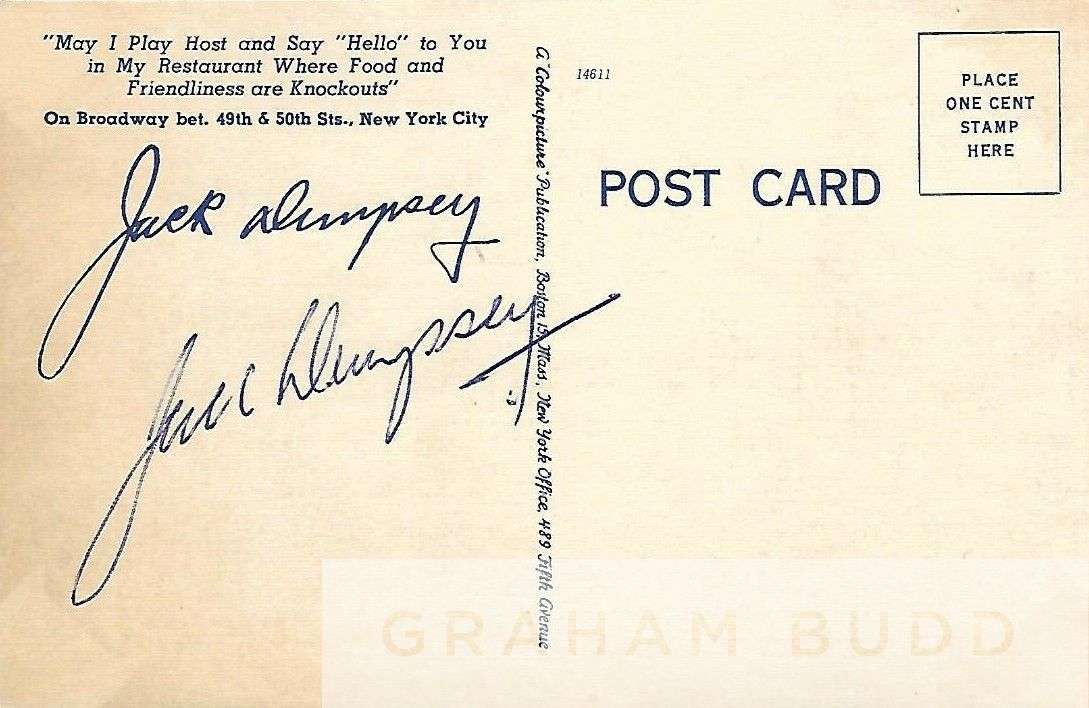 "May I Play Host and Say "Hello" to You
in My Restaurant Where Food and
Friendliness are Knockouts"
On Broadway bet. 49th & 50th Sts., New York City
Jack Dempsey
Jack Dempsey
A "Colourpicture" Publication, Boston 15, Mass., New York Office, 489 Fifth Avenue
14611
POST CARD
PLACE
ONE CENT
STAMP
HERE
GRAHAM BUDD